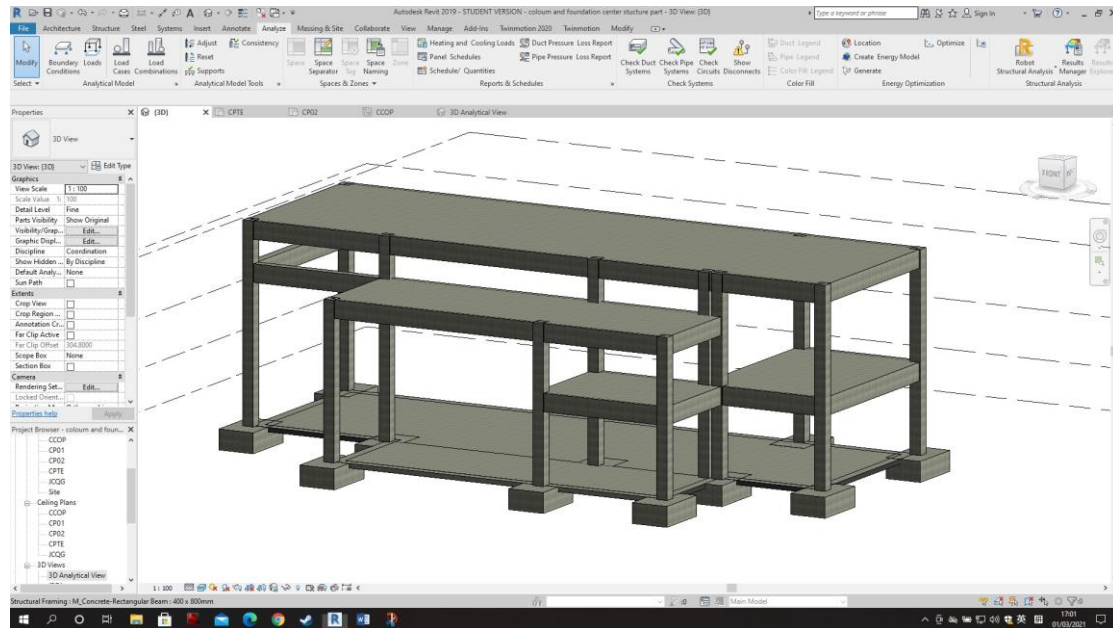 Autodesk Revit 2019 - STUDENT VERSION - coloum and foundation center stucture part - 3D View: {3D}
Type a keyword or phrase
Sign In
File Architecture Structure Steel Systems Insert Annotate Analyze Massing & Site Collaborate View Manage Add-Ins Twinmotion 2020 Twinmotion Modify
Modify
Boundary Conditions
Loads
Load Cases
Load Combinations
Adjust
Reset
Supports
Consistency
Space
Space Separator
Space Tag
Space Naming
Zone
Heating and Cooling Loads
Panel Schedules
Schedule/ Quantities
Duct Pressure Loss Report
Pipe Pressure Loss Report
Check Duct Systems
Check Pipe Systems
Check Circuits
Show Disconnects
Duct Legend
Pipe Legend
Color Fill Legend
Location
Create Energy Model
Generate
Optimize
Robot Structural Analysis
Results Manager
Results Explorer
Select
Analytical Model
Analytical Model Tools
Spaces & Zones
Reports & Schedules
Check Systems
Color Fill
Energy Optimization
Structural Analysis
Properties
{3D}
CPTE
CP02
CCOP
3D Analytical View
3D View
3D View: {3D}
Edit Type
Graphics
View Scale 1 : 100
Scale Value 1: 100
Detail Level Fine
Parts Visibility Show Original
Visibility/Grap... Edit...
Graphic Displ... Edit...
Discipline Coordination
Show Hidden ... By Discipline
Default Analy... None
Sun Path
Extents
Crop View
Crop Region ...
Annotation Cr...
Far Clip Active
Far Clip Offset 304.8000
Scope Box None
Section Box
Camera
Rendering Set... Edit...
Locked Orient...
Properties help
Apply
Project Browser - coloum and foun...
CCOP
CP01
CP02
CPTE
JCQG
Site
Ceiling Plans
CCOP
CP01
CP02
CPTE
JCQG
3D Views
3D Analytical View
FRONT
1 : 100
Structural Framing : M_Concrete-Rectangular Beam : 400 x 800mm
Main Model
英
17:01
01/03/2021